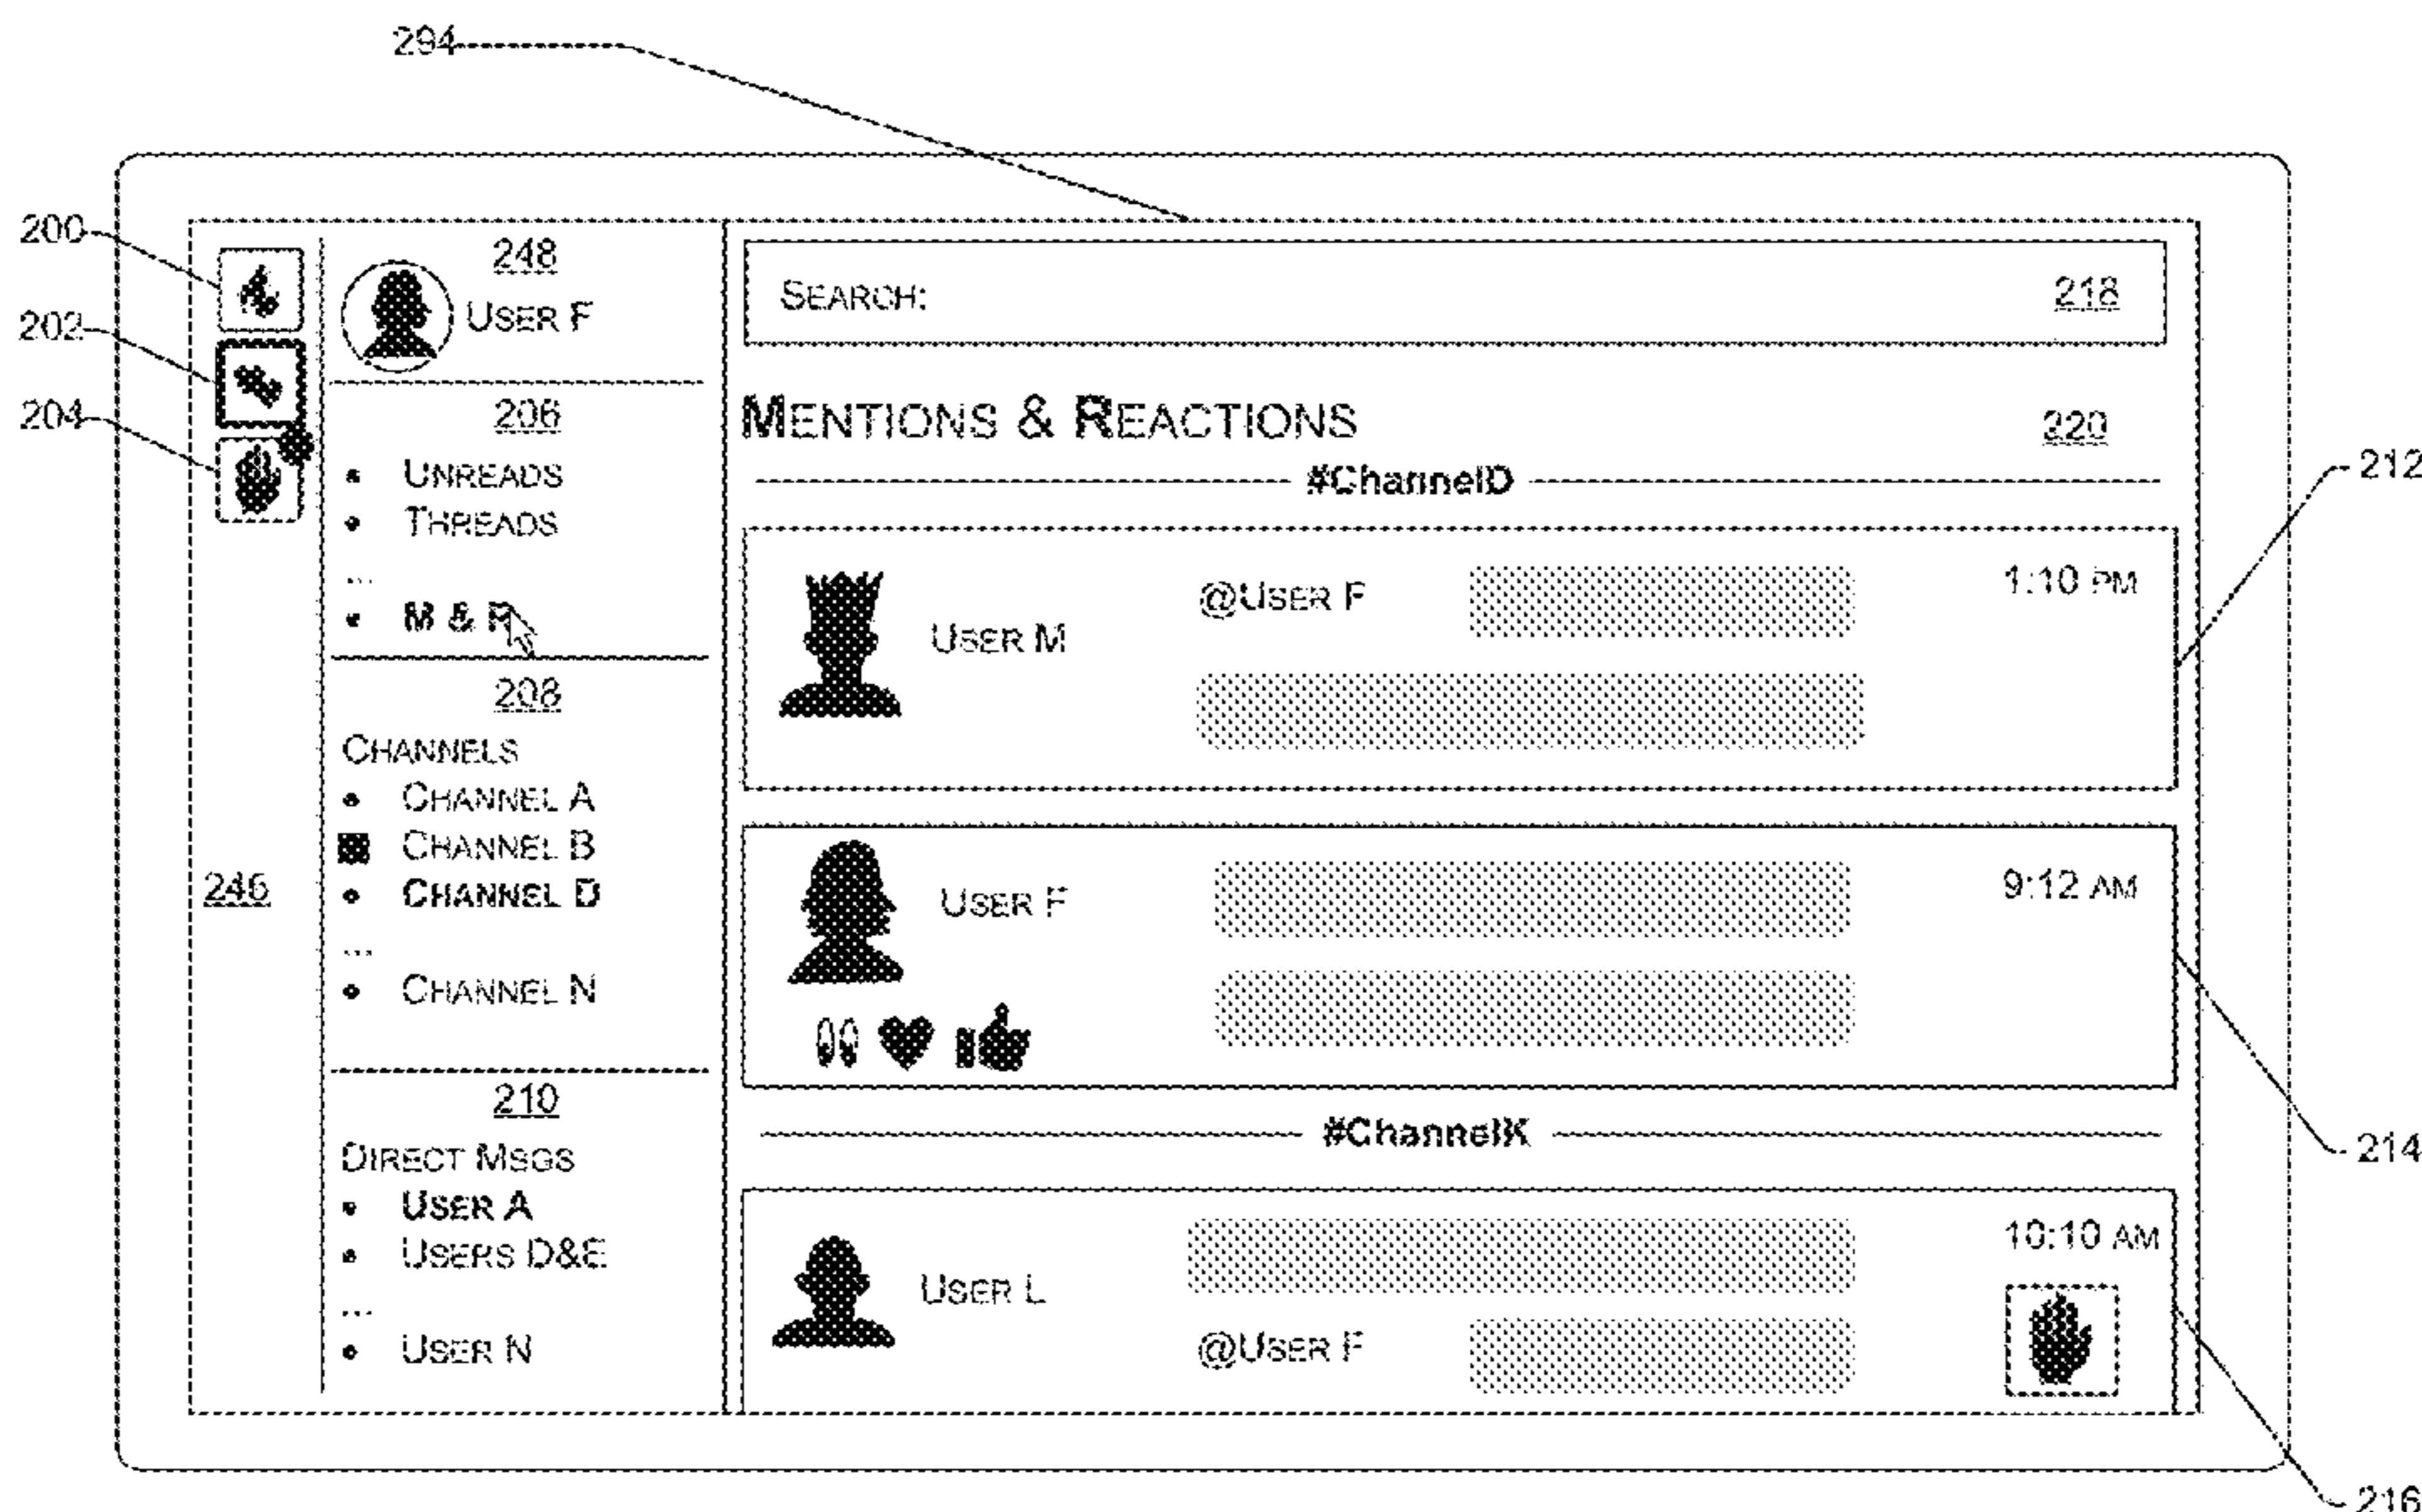 294
200
202
204
248
USER F
206
• UNREADS
• THREADS
...
• M & R
208
CHANNELS
• CHANNEL A
CHANNEL B
• CHANNEL D
...
• CHANNEL N
246
210
DIRECT MSGS
• USER A
• USERS D&E
...
• USER N
SEARCH: 218
MENTIONS & REACTIONS 220
#ChannelD
212
USER M @USER F 1:10 PM
USER F 9:12 AM
214
#ChannelK
USER L 10:10 AM
@USER F
216